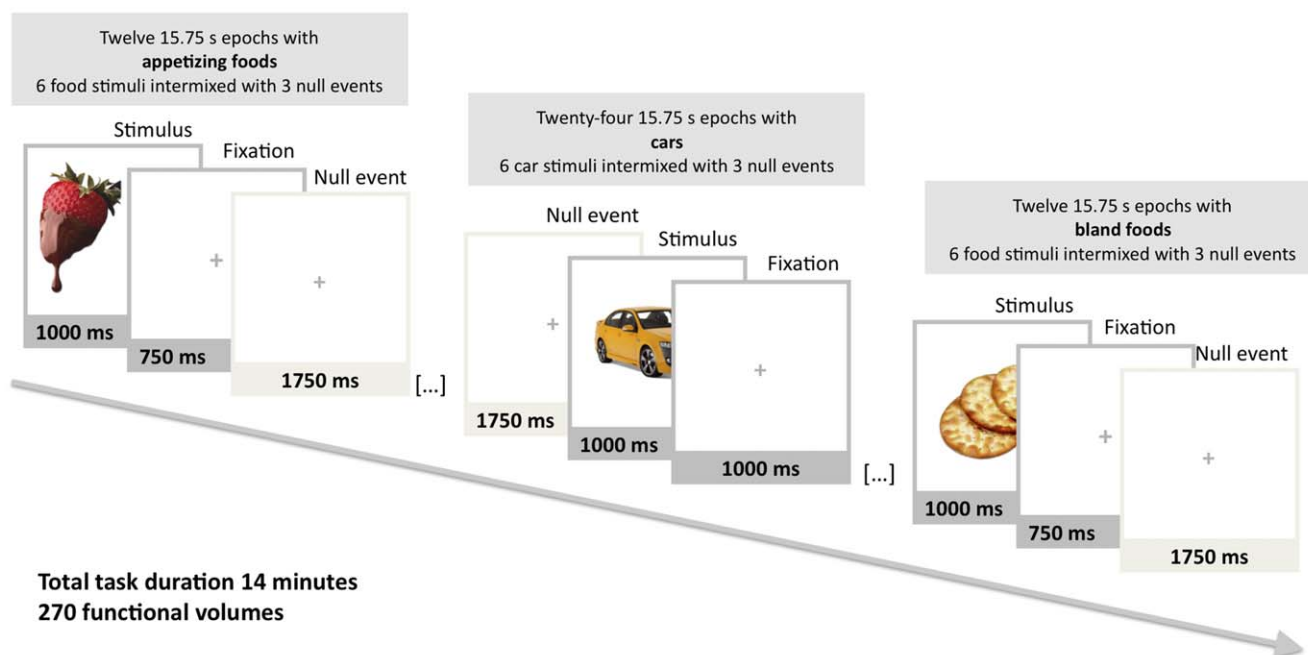 Twelve 15.75 s epochs with
appetizing foods
6 food stimuli intermixed with 3 null events
Stimulus
Fixation
Null event
1000 ms
750 ms
1750 ms
[...]
Twenty-four 15.75 s epochs with
cars
6 car stimuli intermixed with 3 null events
Null event
Stimulus
Fixation
1750 ms
1000 ms
1000 ms
[...]
Twelve 15.75 s epochs with
bland foods
6 food stimuli intermixed with 3 null events
Stimulus
Fixation
Null event
1000 ms
750 ms
1750 ms
Total task duration 14 minutes
270 functional volumes